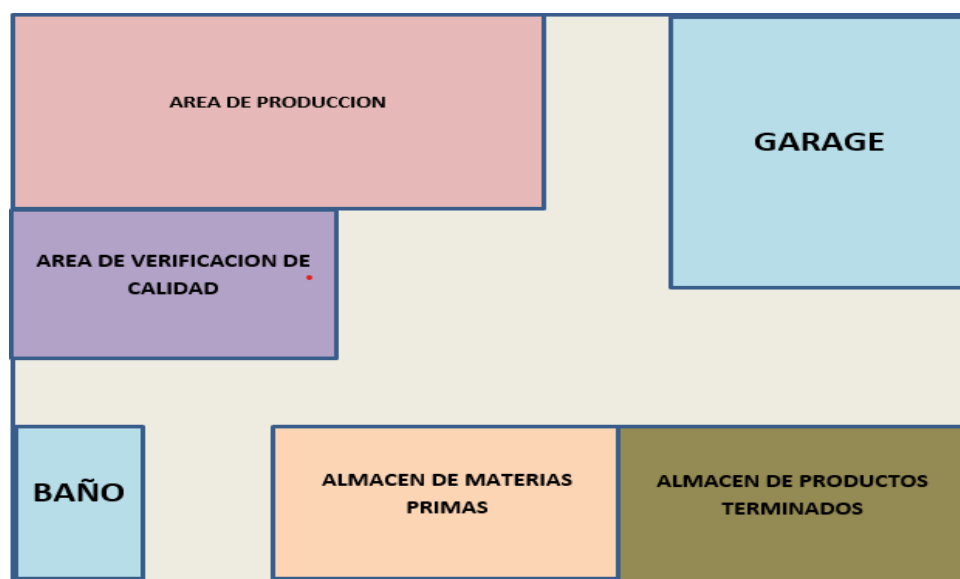 AREA DE PRODUCCION
GARAGE
AREA DE VERIFICACION DE
CALIDAD
BAÑO
ALMACEN DE MATERIAS
PRIMAS
ALMACEN DE PRODUCTOS
TERMINADOS